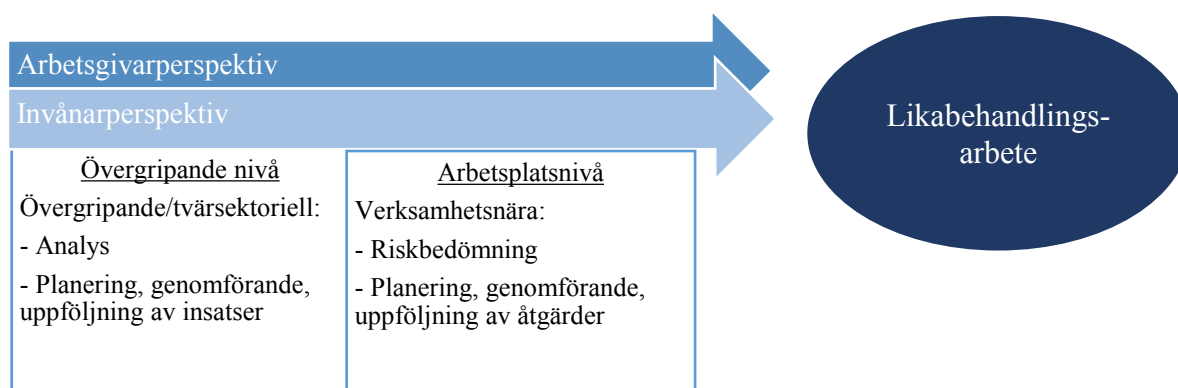 Arbetsgivarperspektiv
Invånarperspektiv
Likabehandlings-
arbete
Övergripande nivå
Övergripande/tvärsektoriell:
- Analys
- Planering, genomförande,
uppföljning av insatser
Arbetsplatsnivå
Verksamhetsnära:
- Riskbedömning
- Planering, genomförande,
uppföljning av åtgärder